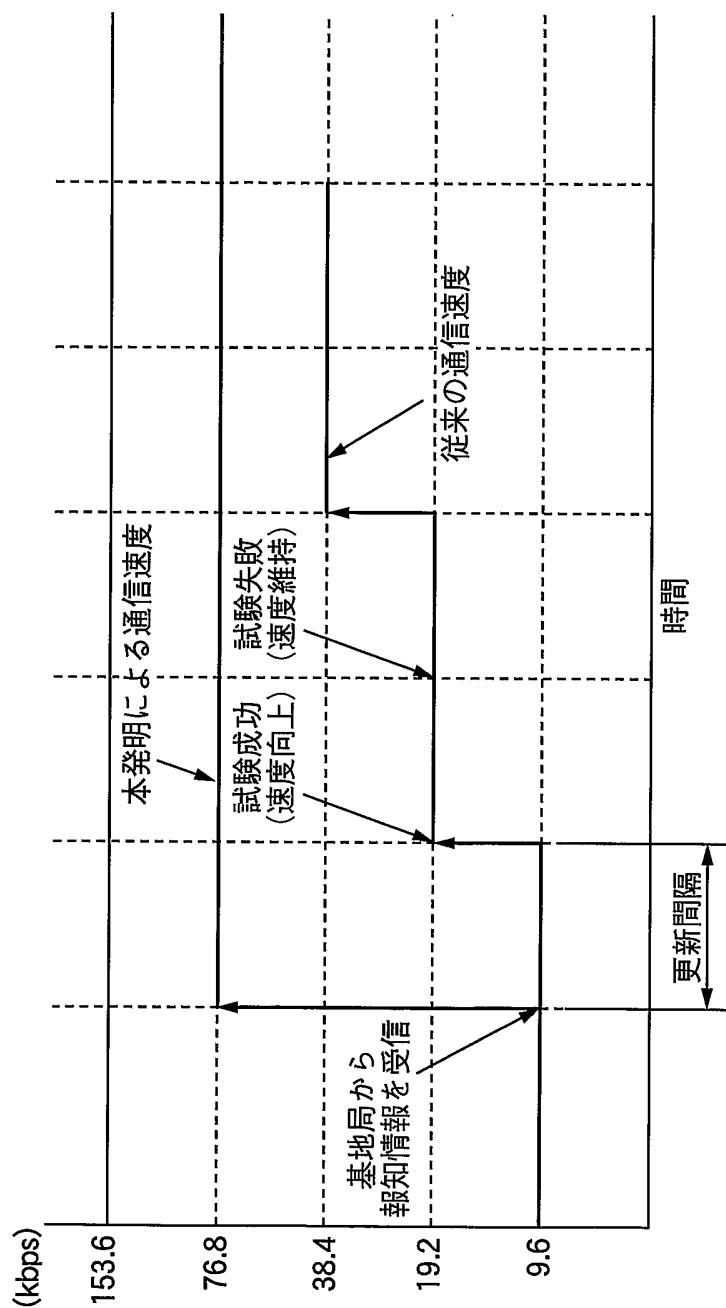 (kbps)
153.6
76.8
38.4
19.2
9.6
本発明による通信速度
試験成功
(速度向上)
試験失敗
(速度維持)
従来の通信速度
基地局から
報知情報を受信
更新間隔
時間